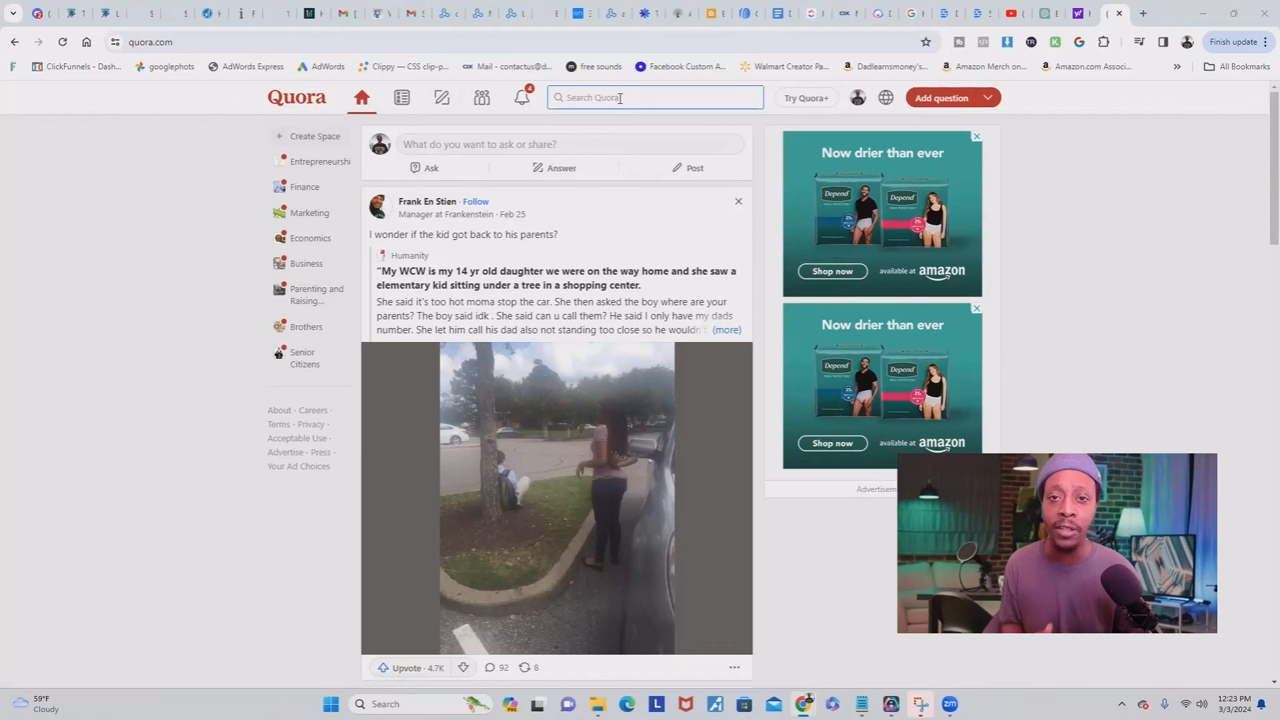 quora.com
Finish update
F
ClickFunnels - Dash...
googlephotos
AdWords Express
AdWords
Clippy — CSS clip-p...
Mail - contactus@d...
free sounds
Facebook Custom A...
Walmart Creator Pa...
Dadlearnsmoney's...
Amazon Merch on...
Amazon.com Associ...
»
All Bookmarks
Quora
4
Search Quora
Try Quora+
Add question
Create Space
Entrepreneurshi
Finance
Marketing
Economics
Business
Parenting and
Raising...
Brothers
Senior
Citizens
About · Careers ·
Terms · Privacy ·
Acceptable Use ·
Advertise · Press ·
Your Ad Choices
What do you want to ask or share?
Ask
Answer
Post
Frank En Stien · Follow
Manager at Frankenstein · Feb 25
I wonder if the kid got back to his parents?
Humanity
"My WCW is my 14 yr old daughter we were on the way home and she saw a
elementary kid sitting under a tree in a shopping center.
She said it's too hot moma stop the car. She then asked the boy where are your
parents? The boy said idk . She said can u call them? He said I only have my dads
number. She let him call his dad also not standing too close so he wouldn't (more)
Upvote · 4.7K
92
8
Now drier than ever
Depend
Depend
Shop now
available at amazon
Now drier than ever
Depend
Depend
Shop now
available at amazon
Advertisem
59°F
Cloudy
Search
12:23 PM
3/3/2024